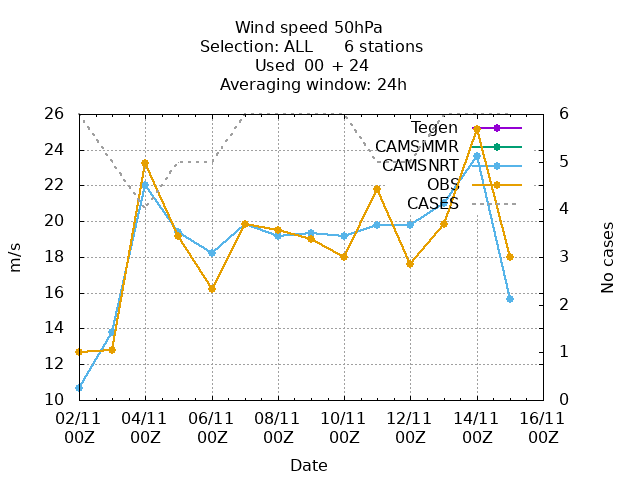 Wind speed 50hPa
Selection: ALL 6 stations
Used 00 + 24
Averaging window: 24h
26
24
22
20
18
16
14
12
10
6
5
4
3
2
1
0
Tegen
CAMSMMR
CAMSNRT
OBS
CASES
m/s
No cases
02/11 04/11 06/11 08/11 10/11 12/11 14/11 16/11
00Z 00Z 00Z 00Z 00Z 00Z 00Z 00Z
Date